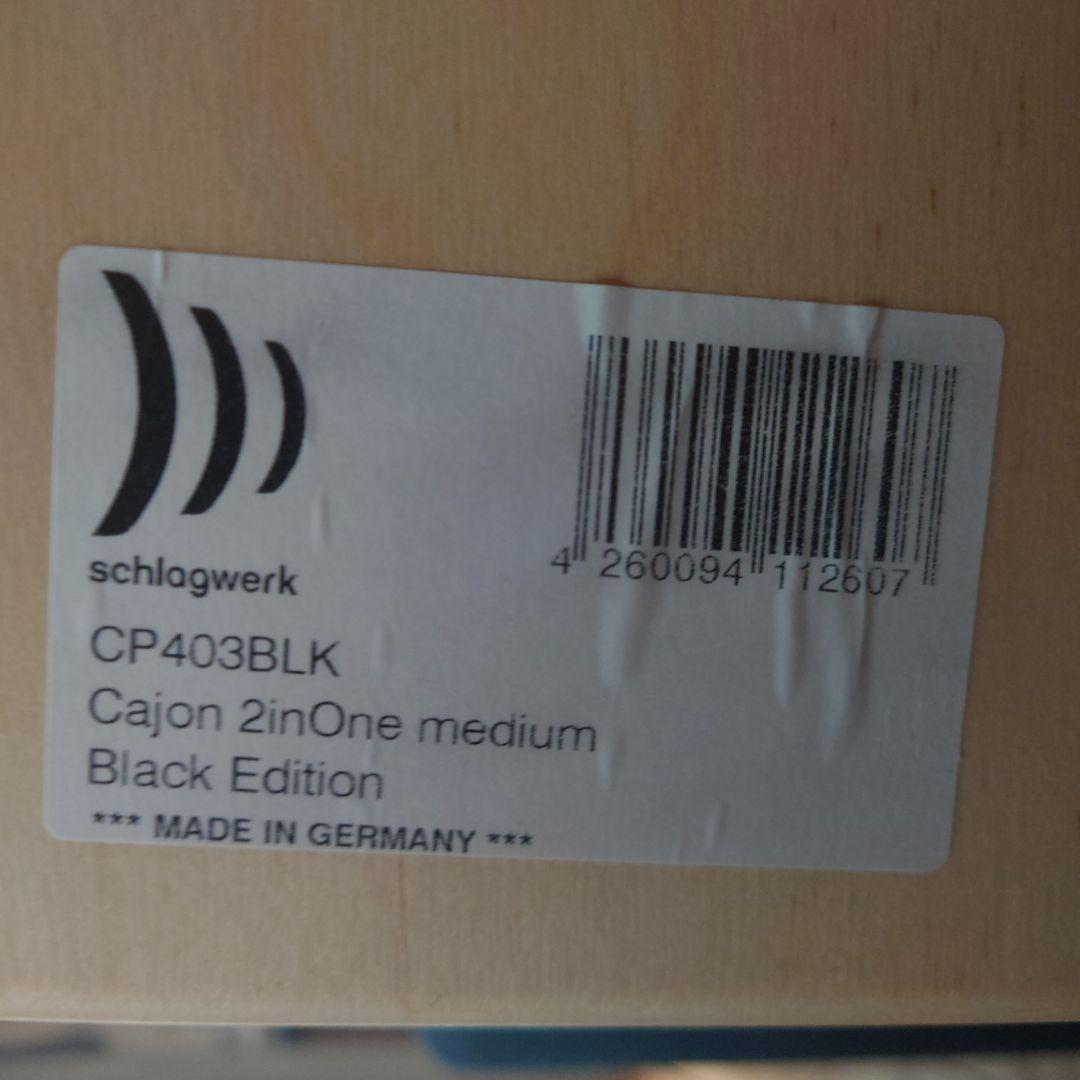 schlagwerk
4 260094 112607
CP403BLK
Cajon 2inOne medium
Black Edition
*** MADE IN GERMANY ***